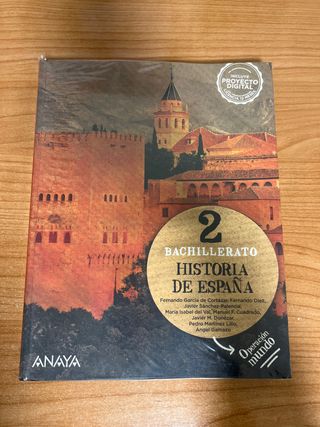 INCLUYE
PROYECTO
DIGITAL
2
BACHILLERATO
HISTORIA
DE ESPAÑA
Fernando García de Cortázar, Fernando Díez,
Javier Sánchez-Palencia,
María Isabel del Val, Manuel F. Cuadrado,
Javier M. Donézar,
Pedro Martínez Lillo,
Ángel Gamazo
Operación
mundo
ANAYA